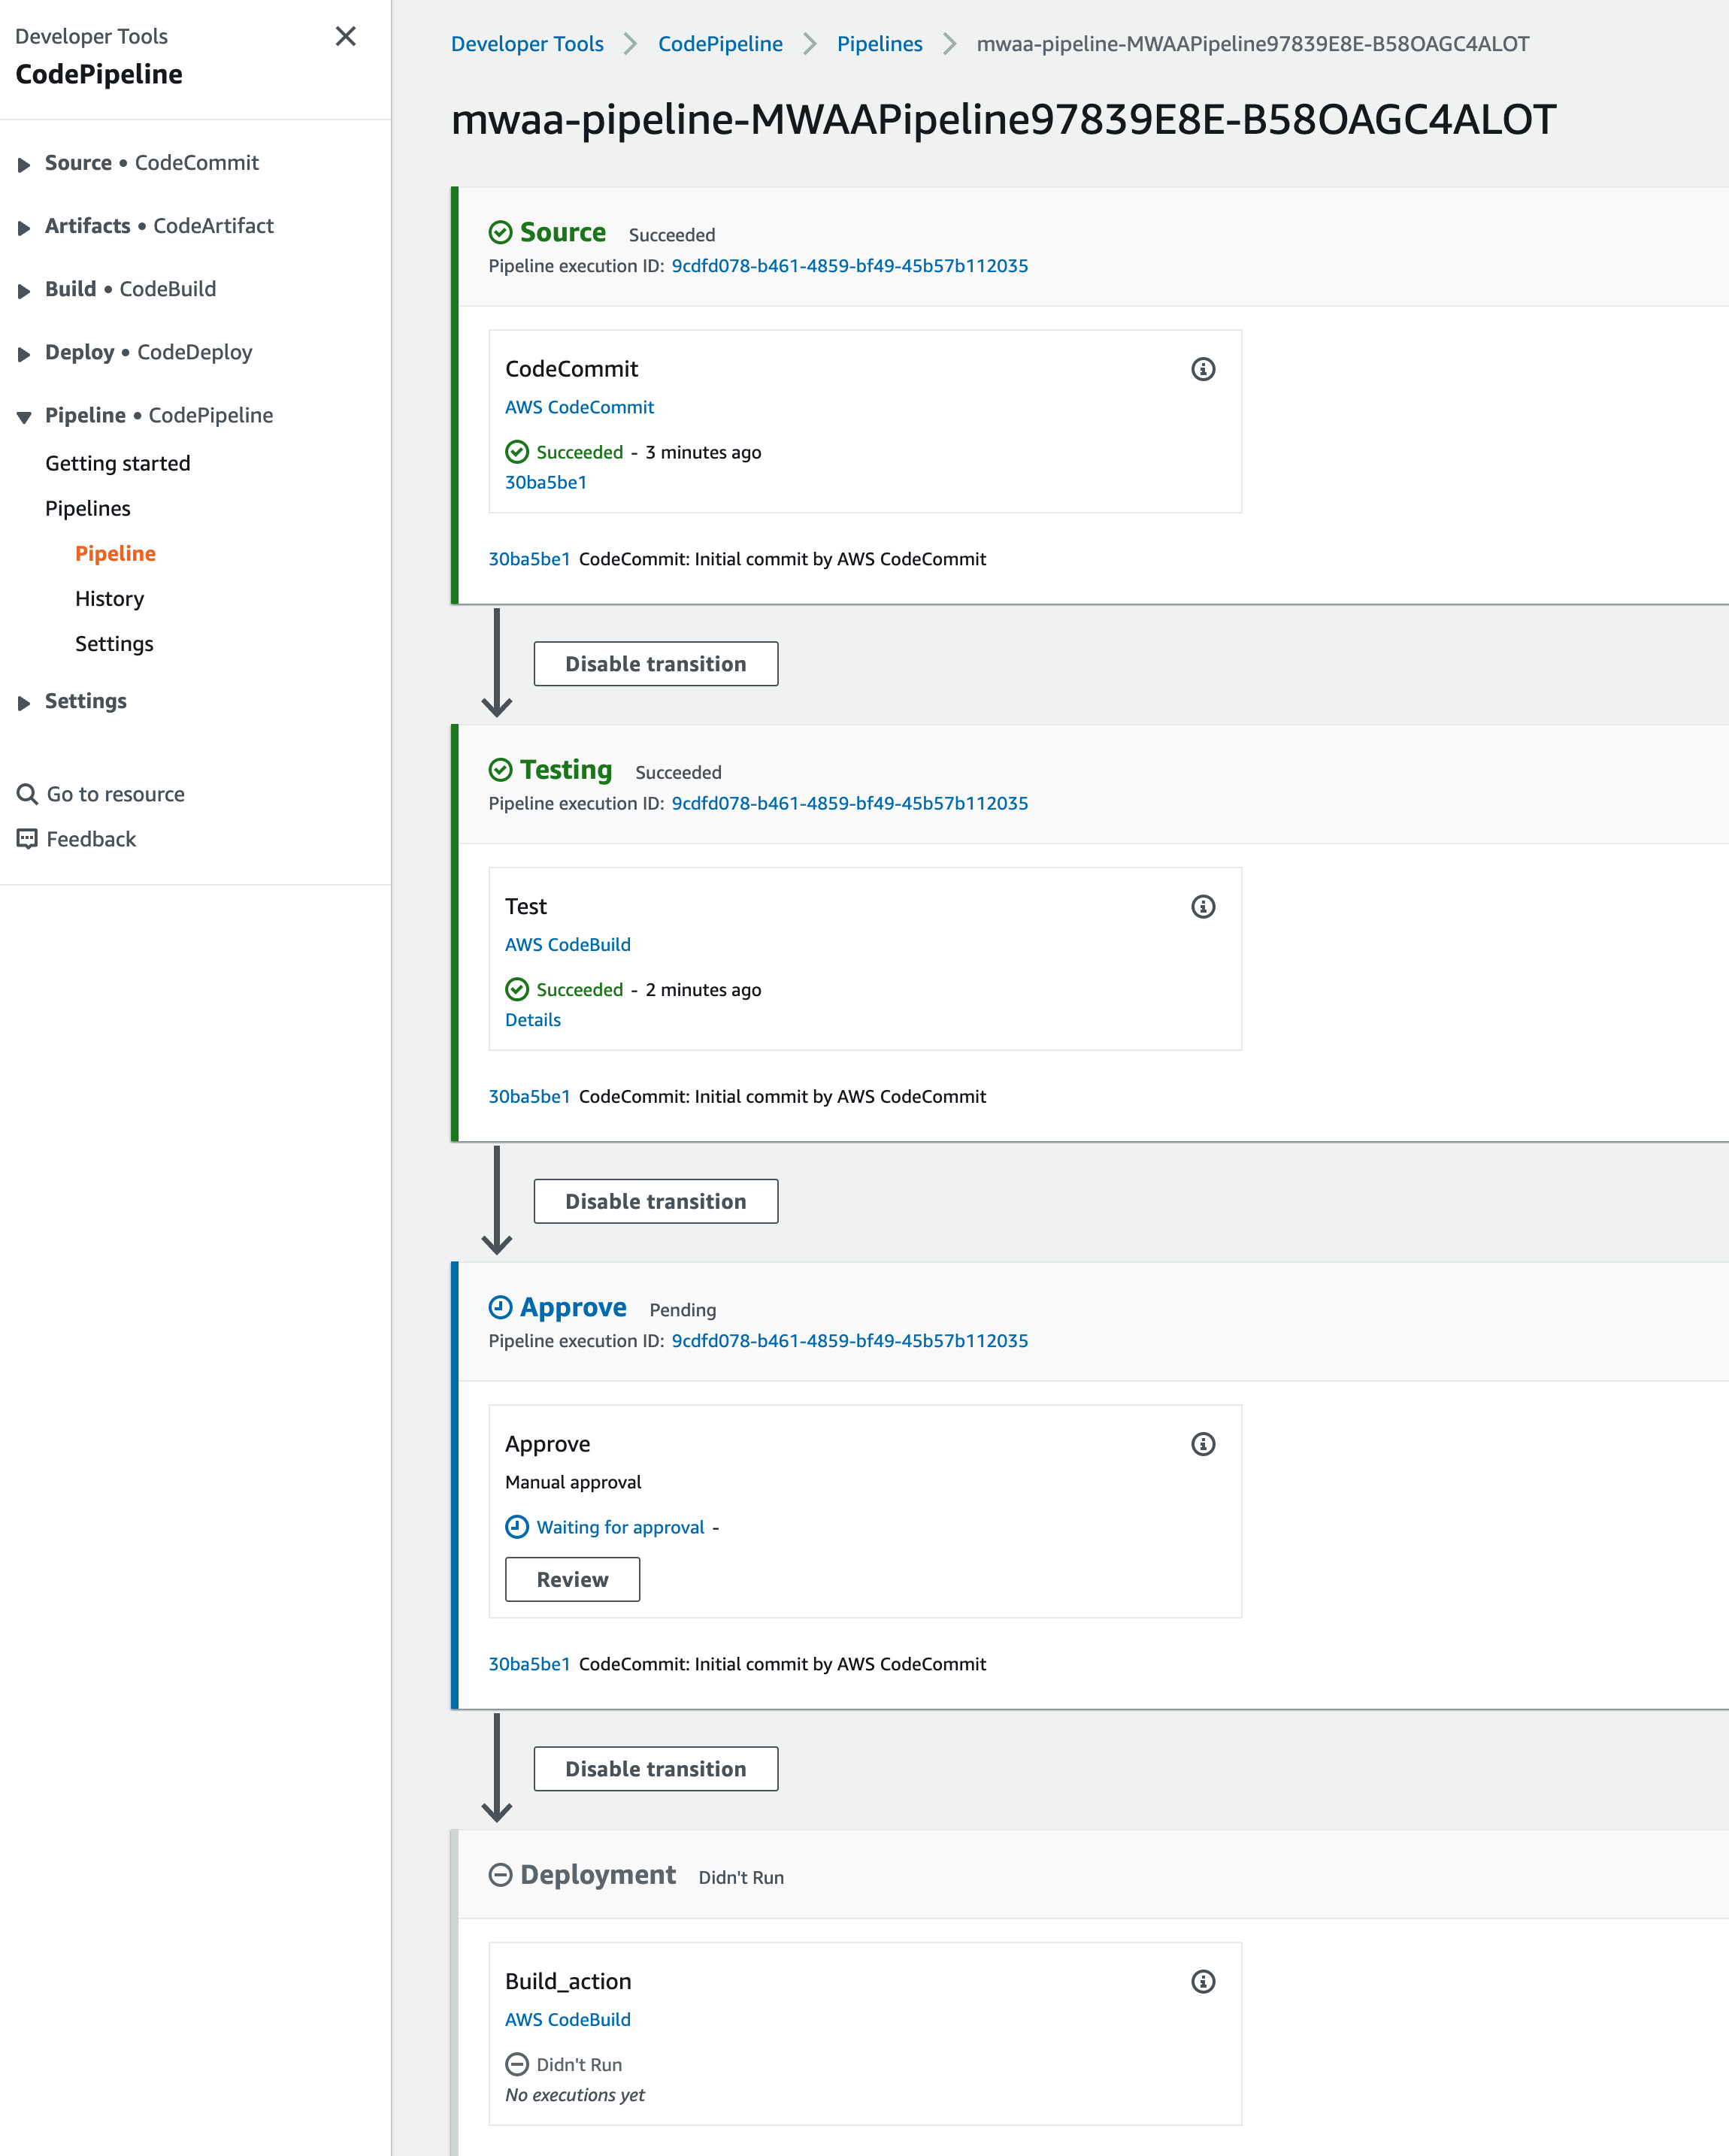 Developer Tools
CodePipeline
Source • CodeCommit
Artifacts • CodeArtifact
Build • CodeBuild
Deploy • CodeDeploy
Pipeline • CodePipeline
Getting started
Pipelines
Pipeline
History
Settings
Settings
Go to resource
Feedback
Developer Tools > CodePipeline > Pipelines > mwaa-pipeline-MWAAPipeline97839E8E-B58OAGC4ALOT
mwaa-pipeline-MWAAPipeline97839E8E-B58OAGC4ALOT
Source Succeeded
Pipeline execution ID: 9cdfd078-b461-4859-bf49-45b57b112035
CodeCommit
AWS CodeCommit
Succeeded - 3 minutes ago
30ba5be1
30ba5be1 CodeCommit: Initial commit by AWS CodeCommit
Disable transition
Testing Succeeded
Pipeline execution ID: 9cdfd078-b461-4859-bf49-45b57b112035
Test
AWS CodeBuild
Succeeded - 2 minutes ago
Details
30ba5be1 CodeCommit: Initial commit by AWS CodeCommit
Disable transition
Approve Pending
Pipeline execution ID: 9cdfd078-b461-4859-bf49-45b57b112035
Approve
Manual approval
Waiting for approval -
Review
30ba5be1 CodeCommit: Initial commit by AWS CodeCommit
Disable transition
Deployment Didn't Run
Build_action
AWS CodeBuild
Didn't Run
No executions yet